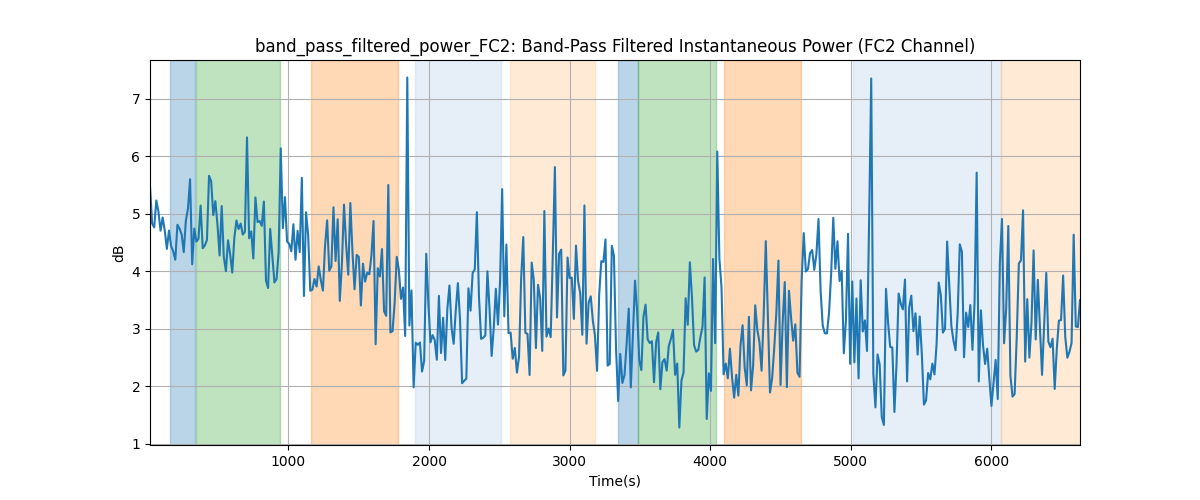 band_pass_filtered_power_FC2: Band-Pass Filtered Instantaneous Power (FC2 Channel)
7
6
5
4
3
2
1
dB
1000 2000 3000 4000 5000 6000
Time(s)